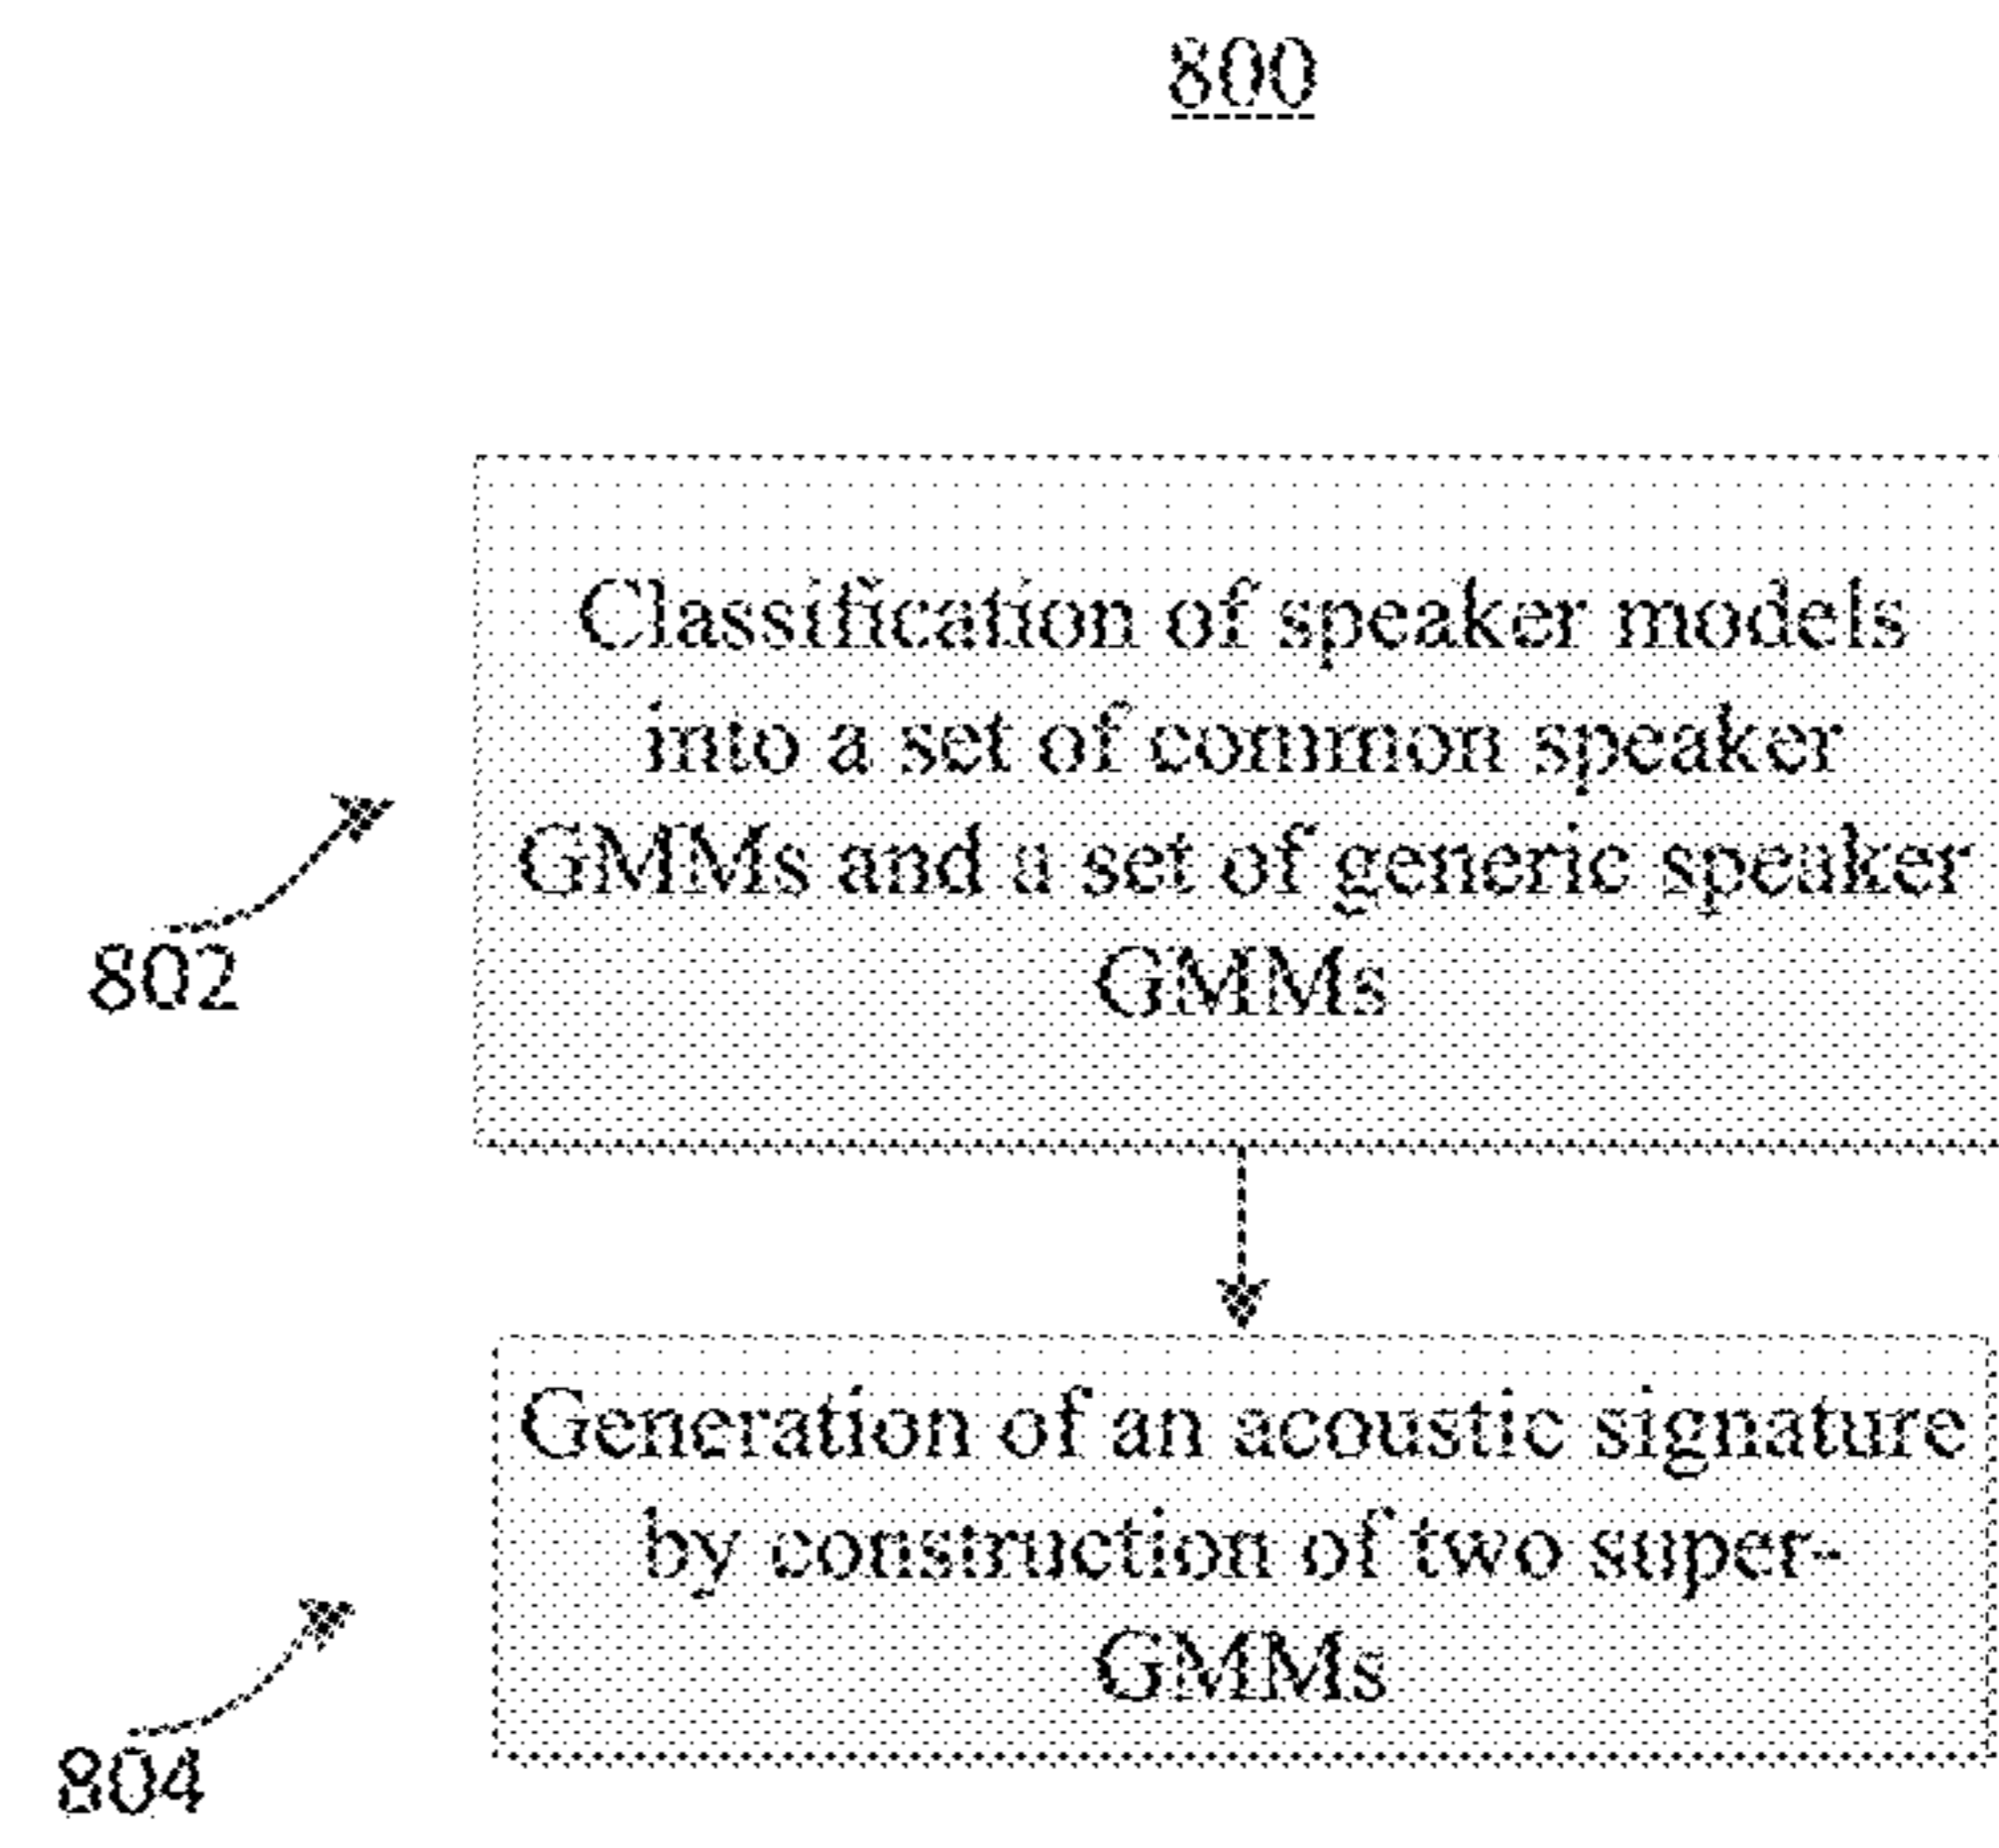 800
Classification of speaker models
into a set of common speaker
GMMs and a set of generic speaker
GMMs
802
Generation of an acoustic signature
by construction of two super-
GMMs
804